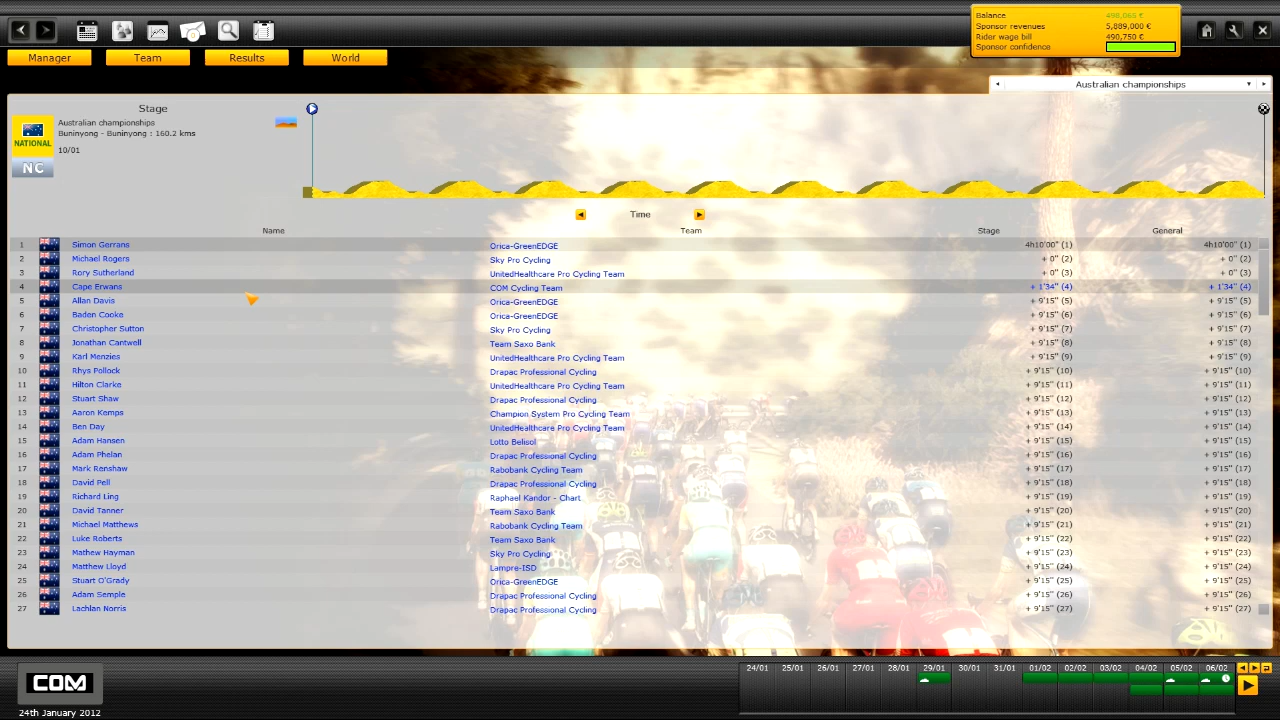 Balance 498,065 €
Sponsor revenues 5,889,000 €
Rider wage bill 490,750 €
Sponsor confidence
Manager Team Results World
Australian championships
Stage
Australian championships
Buninyong - Buninyong : 160.2 kms
10/01
NATIONAL
NC
Time
Name Team Stage General
1 Simon Gerrans Orica-GreenEDGE 4h10'00" (1) 4h10'00" (1)
2 Michael Rogers Sky Pro Cycling + 0" (2) + 0" (2)
3 Rory Sutherland UnitedHealthcare Pro Cycling Team + 0" (3) + 0" (3)
4 Cape Erwans COM Cycling Team + 1'34" (4) + 1'34" (4)
5 Allan Davis Orica-GreenEDGE + 9'15" (5) + 9'15" (5)
6 Baden Cooke Orica-GreenEDGE + 9'15" (6) + 9'15" (6)
7 Christopher Sutton Sky Pro Cycling + 9'15" (7) + 9'15" (7)
8 Jonathan Cantwell Team Saxo Bank + 9'15" (8) + 9'15" (8)
9 Karl Menzies UnitedHealthcare Pro Cycling Team + 9'15" (9) + 9'15" (9)
10 Rhys Pollock Drapac Professional Cycling + 9'15" (10) + 9'15" (10)
11 Hilton Clarke UnitedHealthcare Pro Cycling Team + 9'15" (11) + 9'15" (11)
12 Stuart Shaw Drapac Professional Cycling + 9'15" (12) + 9'15" (12)
13 Aaron Kemps Champion System Pro Cycling Team + 9'15" (13) + 9'15" (13)
14 Ben Day UnitedHealthcare Pro Cycling Team + 9'15" (14) + 9'15" (14)
15 Adam Hansen Lotto Belisol + 9'15" (15) + 9'15" (15)
16 Adam Phelan Drapac Professional Cycling + 9'15" (16) + 9'15" (16)
17 Mark Renshaw Rabobank Cycling Team + 9'15" (17) + 9'15" (17)
18 David Pell Drapac Professional Cycling + 9'15" (18) + 9'15" (18)
19 Richard Ling Raphael Kandor - Chart + 9'15" (19) + 9'15" (19)
20 David Tanner Team Saxo Bank + 9'15" (20) + 9'15" (20)
21 Michael Matthews Rabobank Cycling Team + 9'15" (21) + 9'15" (21)
22 Luke Roberts Team Saxo Bank + 9'15" (22) + 9'15" (22)
23 Mathew Hayman Sky Pro Cycling + 9'15" (23) + 9'15" (23)
24 Matthew Lloyd Lampre-ISD + 9'15" (24) + 9'15" (24)
25 Stuart O'Grady Orica-GreenEDGE + 9'15" (25) + 9'15" (25)
26 Adam Semple Drapac Professional Cycling + 9'15" (26) + 9'15" (26)
27 Lachlan Norris Drapac Professional Cycling + 9'15" (27) + 9'15" (27)
24/01 25/01 26/01 27/01 28/01 29/01 30/01 31/01 01/02 02/02 03/02 04/02 05/02 06/02
COM
24th January 2012